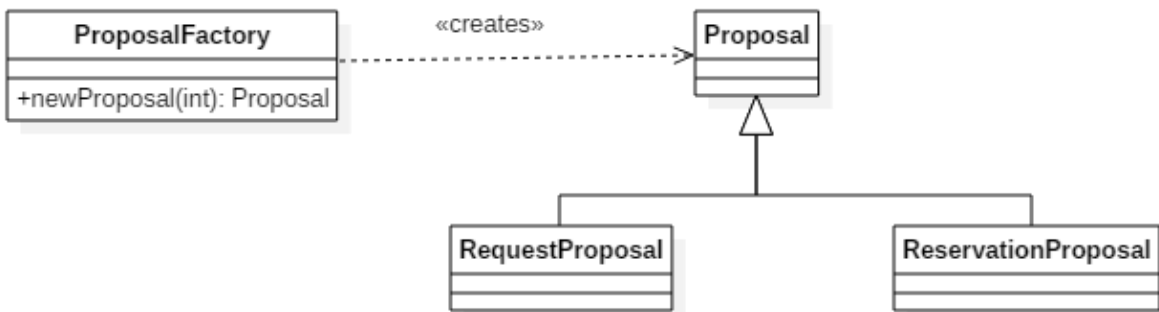 ProposalFactory
+newProposal(int): Proposal
«creates»
Proposal
RequestProposal
ReservationProposal